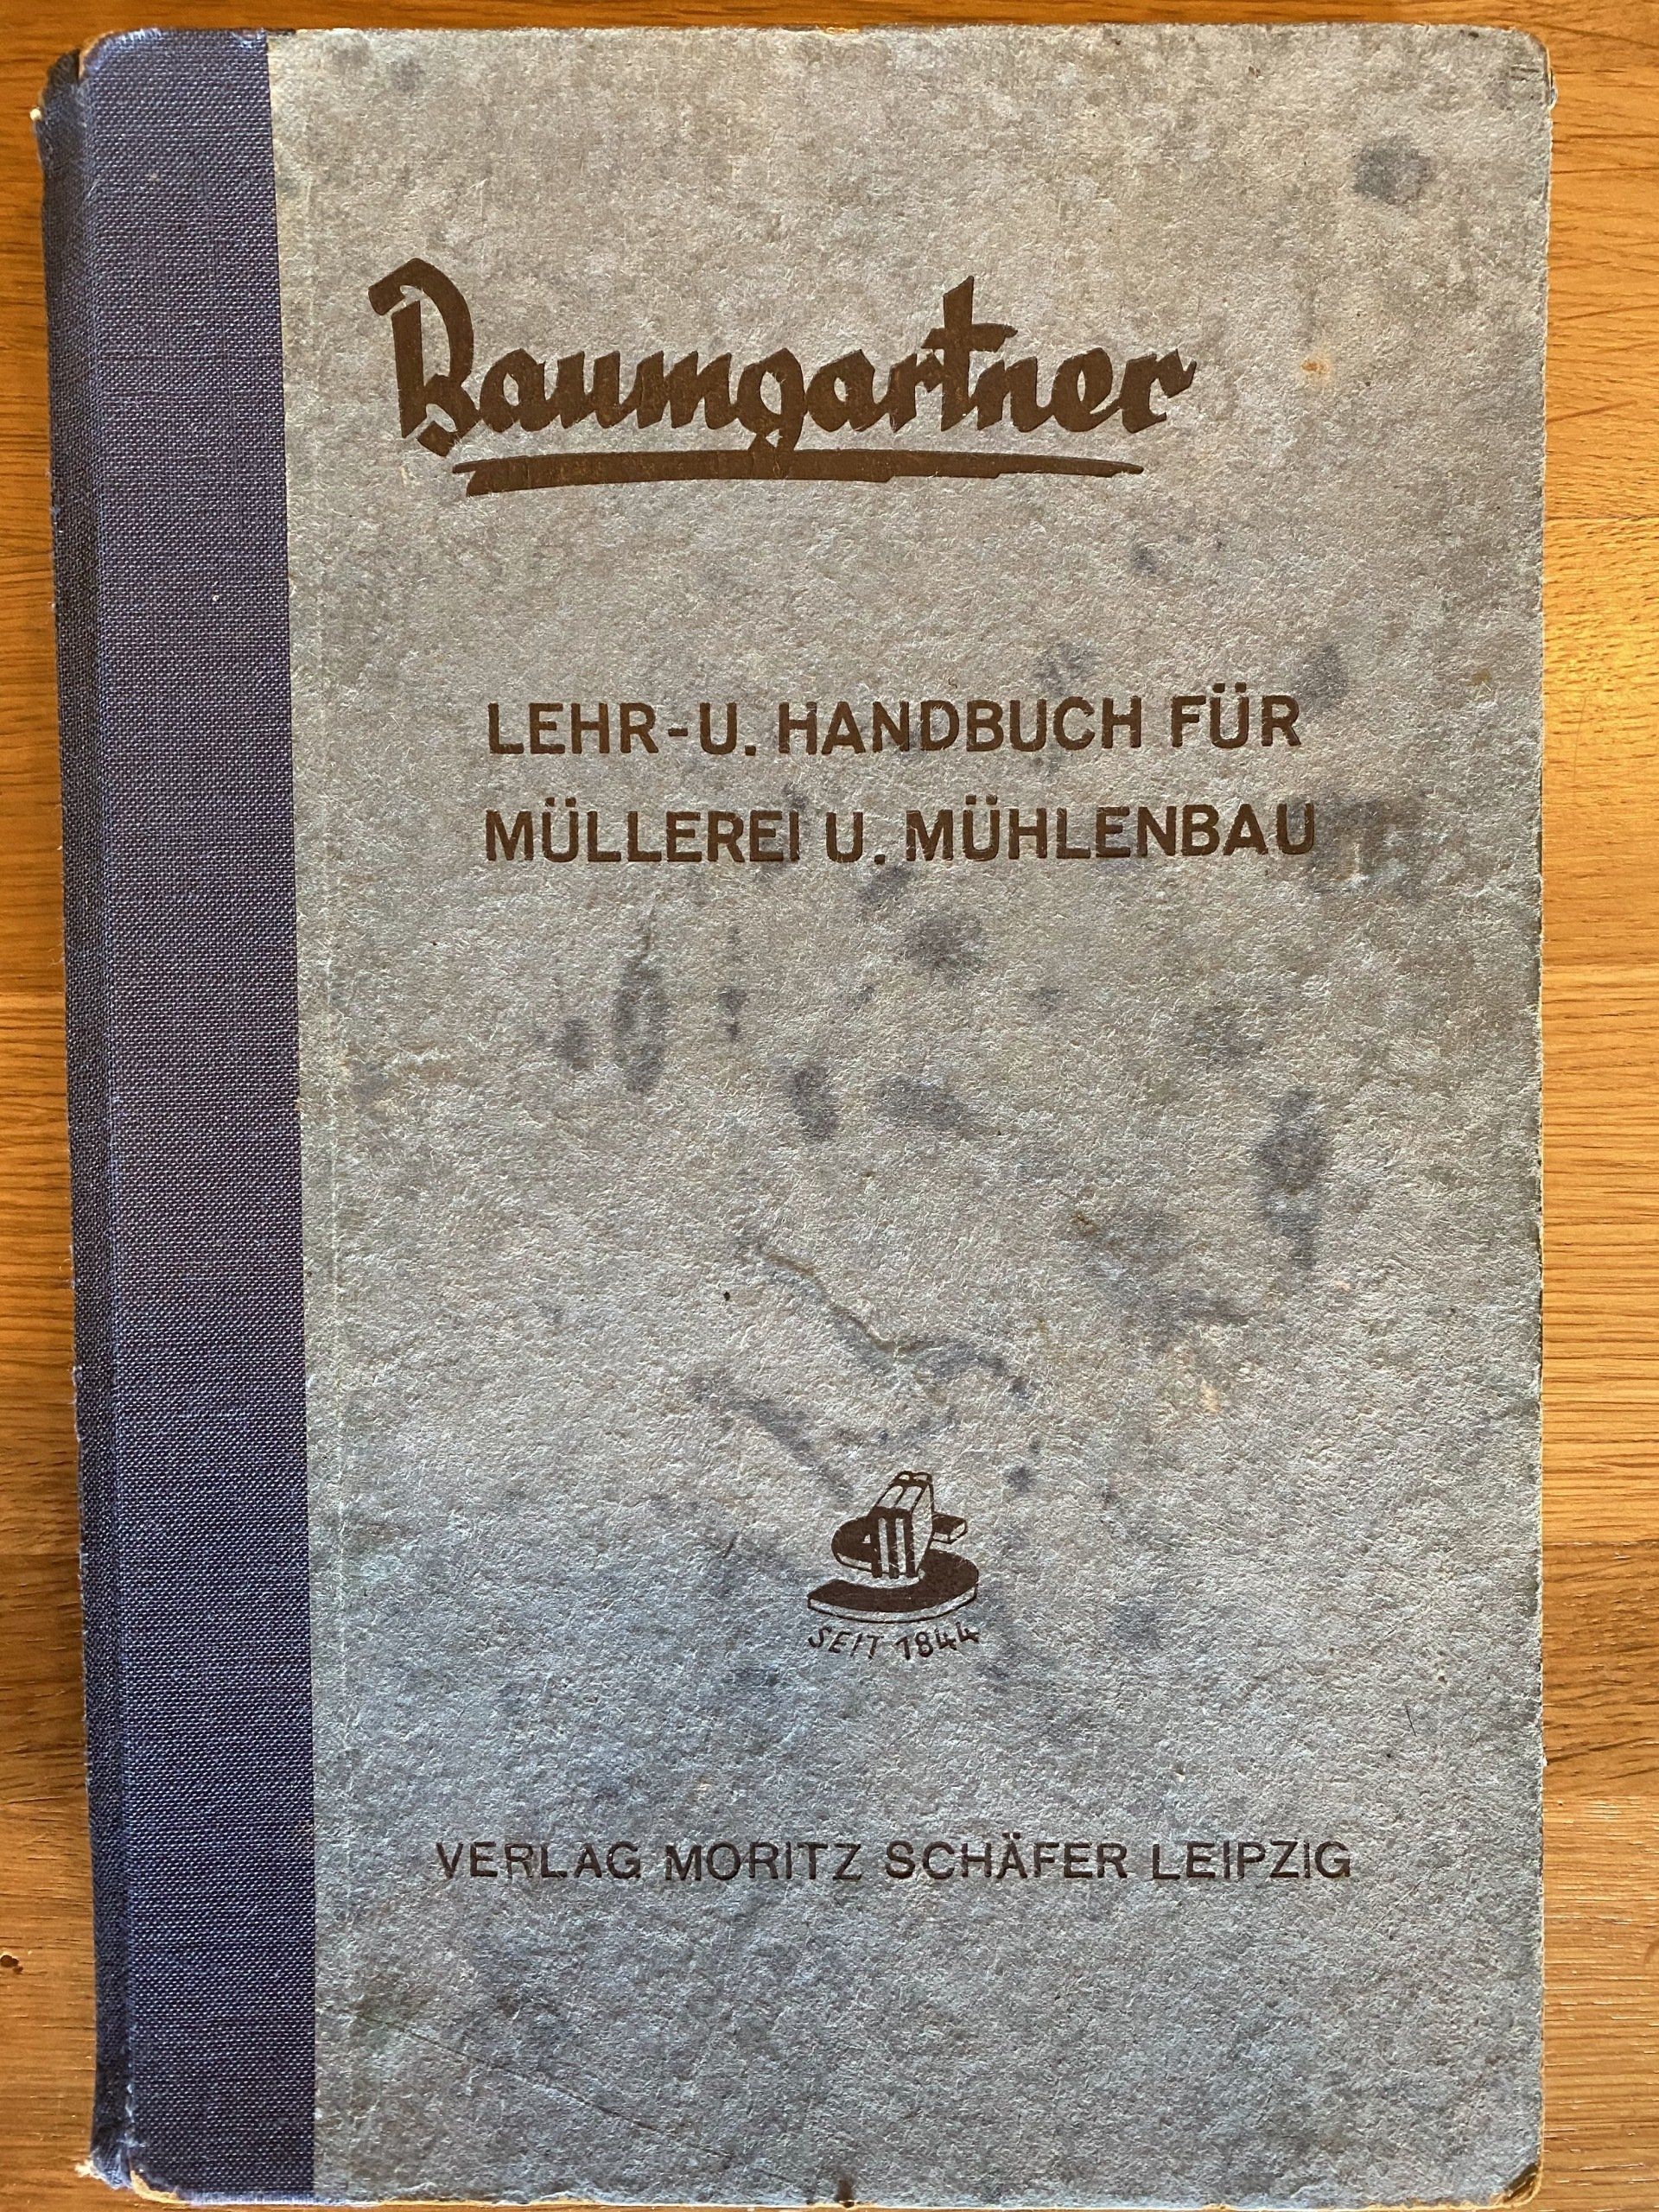 Baumgartner
LEHR-U. HANDBUCH FÜR
MÜLLEREI U. MÜHLENBAU
SEIT 1844
VERLAG MORITZ SCHÄFER LEIPZIG